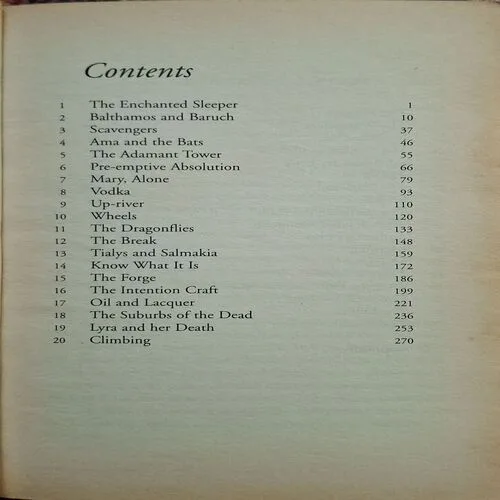 Contents
1 The Enchanted Sleeper 1
2 Balthamos and Baruch 10
3 Scavengers 37
4 Ama and the Bats 46
5 The Adamant Tower 55
6 Pre-emptive Absolution 66
7 Mary, Alone 79
8 Vodka 93
9 Up-river 110
10 Wheels 120
11 The Dragonflies 133
12 The Break 148
13 Tialys and Salmakia 159
14 Know What It Is 172
15 The Forge 186
16 The Intention Craft 199
17 Oil and Lacquer 221
18 The Suburbs of the Dead 236
19 Lyra and her Death 253
20 Climbing 270